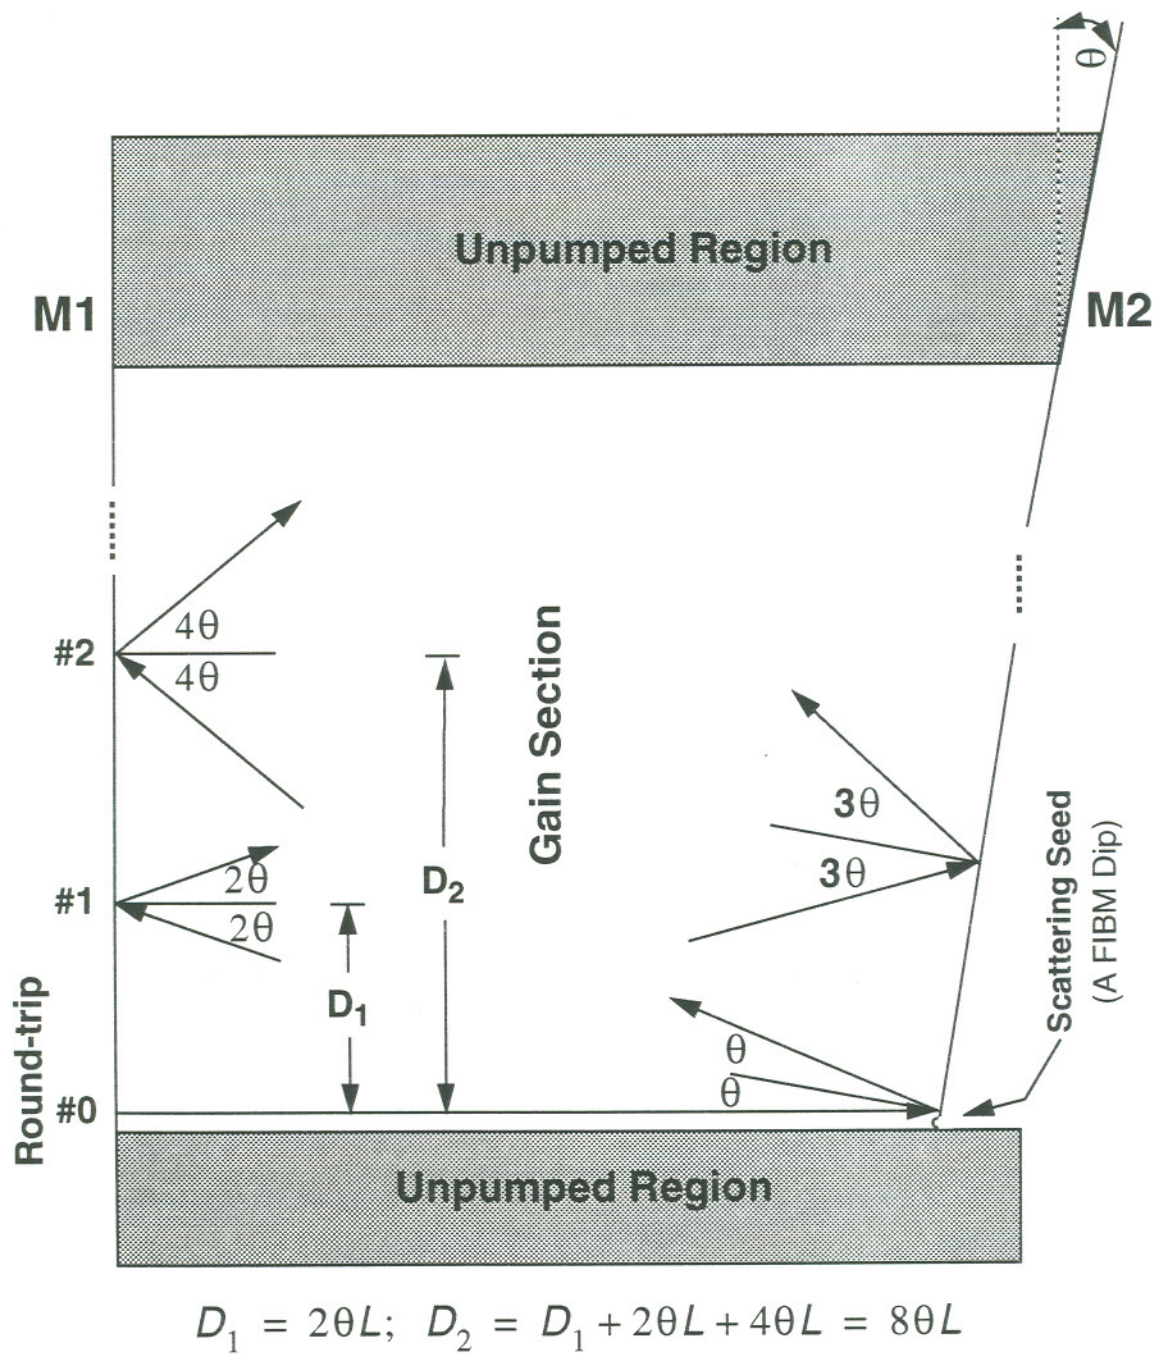 θ
Unpumped Region
M1
M2
4θ
#2
4θ
Gain Section
3θ
2θ
3θ
#1
D2
2θ
Scattering Seed
(A FIBM Dip)
D1
θ
θ
Round-trip
#0
Unpumped Region
D1 = 2θL; D2 = D1 + 2θL + 4θL = 8θL